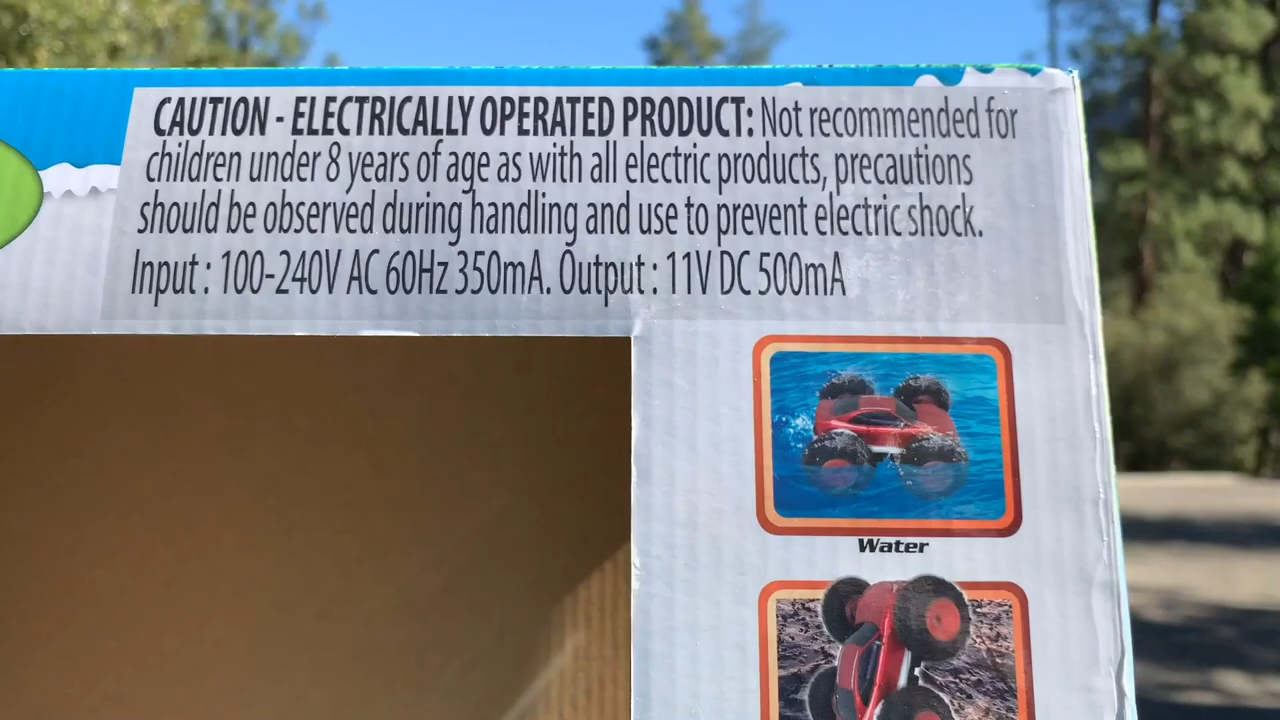 CAUTION - ELECTRICALLY OPERATED PRODUCT: Not recommended for
children under 8 years of age as with all electric products, precautions
should be observed during handling and use to prevent electric shock.
Input : 100-240V AC 60Hz 350mA. Output : 11V DC 500mA
Water